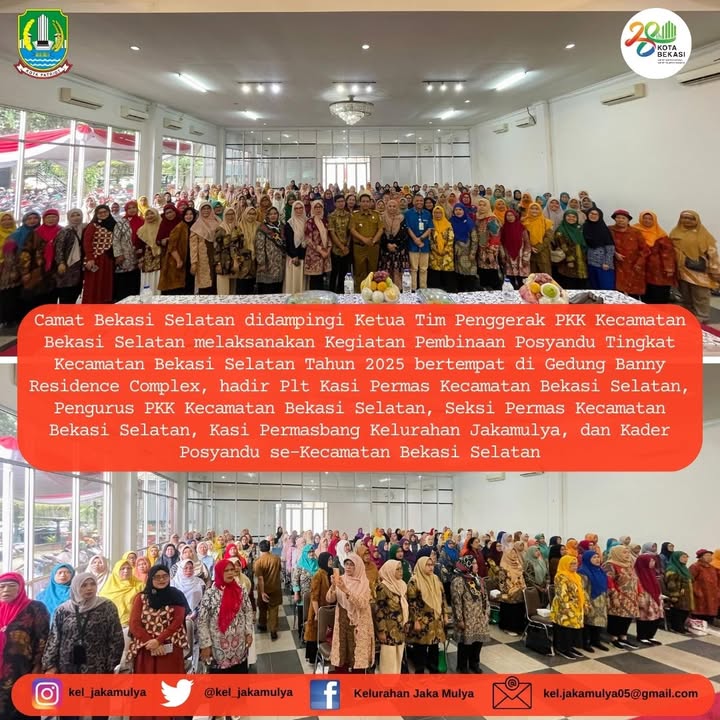 KOTA PATRIOT
28
KOTA
BEKASI
Camat Bekasi Selatan didampingi Ketua Tim Penggerak PKK Kecamatan
Bekasi Selatan melaksanakan Kegiatan Pembinaan Posyandu Tingkat
Kecamatan Bekasi Selatan Tahun 2025 bertempat di Gedung Banny
Residence Complex, hadir Plt Kasi Permas Kecamatan Bekasi Selatan,
Pengurus PKK Kecamatan Bekasi Selatan, Seksi Permas Kecamatan
Bekasi Selatan, Kasi Permasbang Kelurahan Jakamulya, dan Kader
Posyandu se-Kecamatan Bekasi Selatan
kel_jakamulya
@kel_jakamulya
Kelurahan Jaka Mulya
kel.jakamulya05@gmail.com